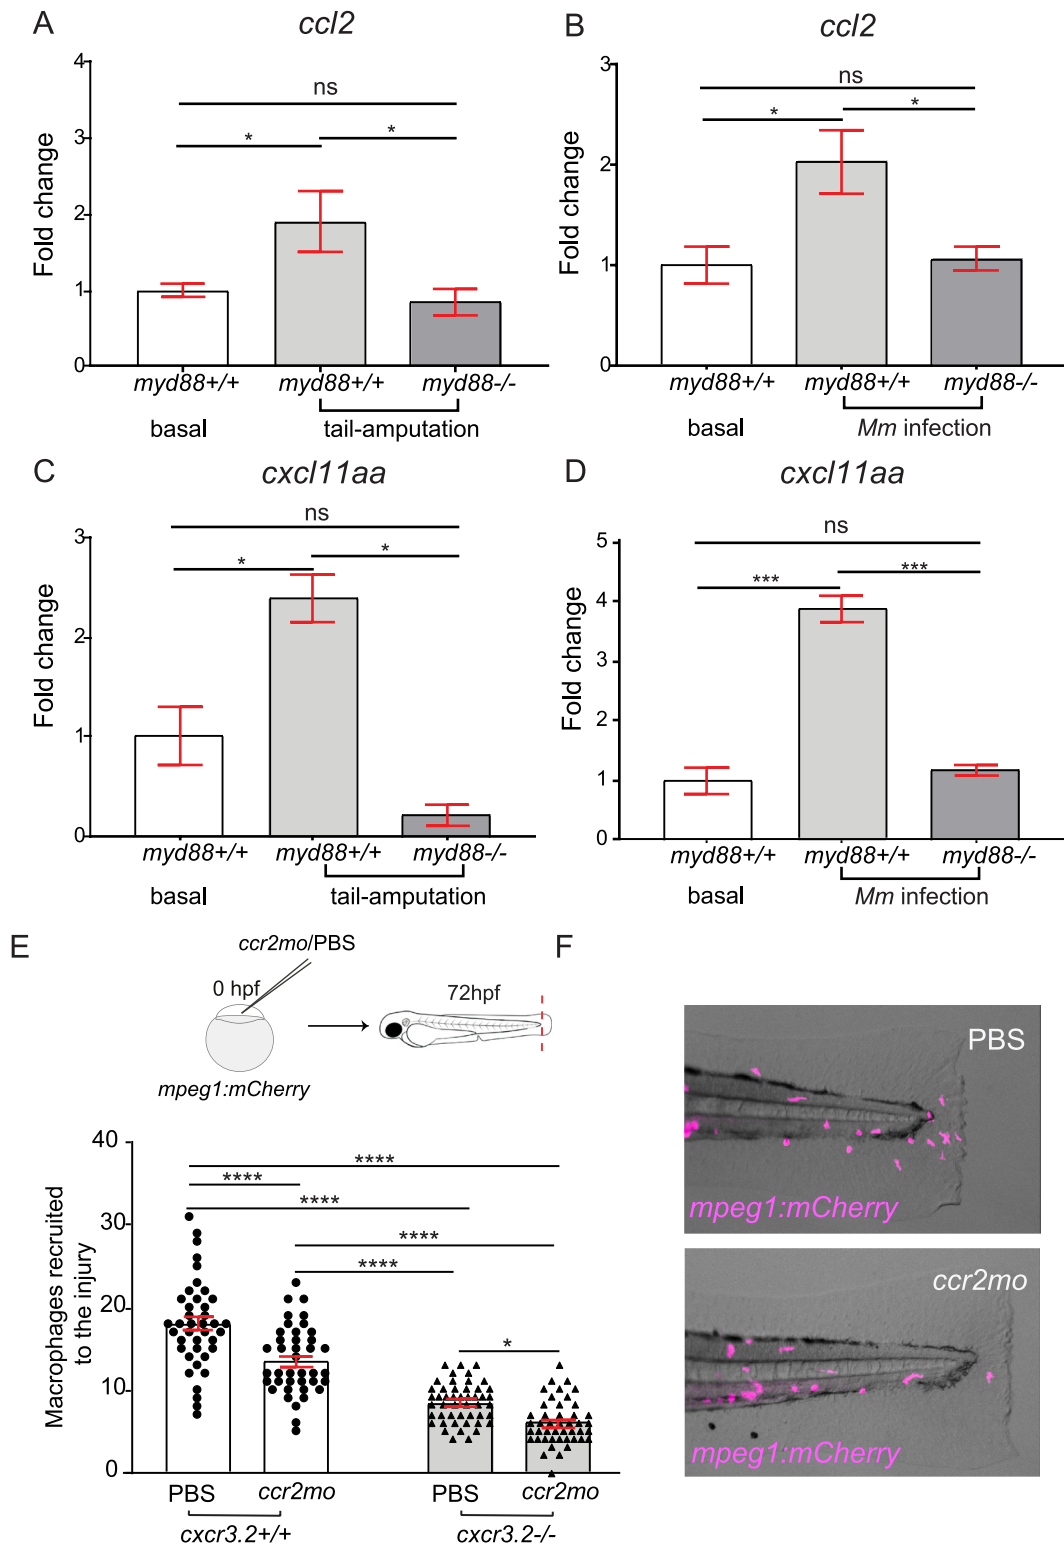 A
ccl2
4
3
2
1
0
Fold change
ns
*
*
myd88+/+
myd88+/+
myd88-/-
basal
tail-amputation
B
ccl2
3
2
1
0
Fold change
ns
*
*
myd88+/+
myd88+/+
myd88-/-
basal
Mm infection
C
cxcl11aa
3
2
1
0
Fold change
ns
*
*
myd88+/+
myd88+/+
myd88-/-
basal
tail-amputation
D
cxcl11aa
5
4
3
2
1
0
Fold change
ns
***
***
myd88+/+
myd88+/+
myd88-/-
basal
Mm infection
E
ccr2mo/PBS
0 hpf
72hpf
mpeg1:mCherry
40
30
20
10
0
Macrophages recruited
to the injury
****
****
****
****
****
*
PBS
ccr2mo
PBS
ccr2mo
cxcr3.2+/+
cxcr3.2-/-
F
PBS
mpeg1:mCherry
ccr2mo
mpeg1:mCherry